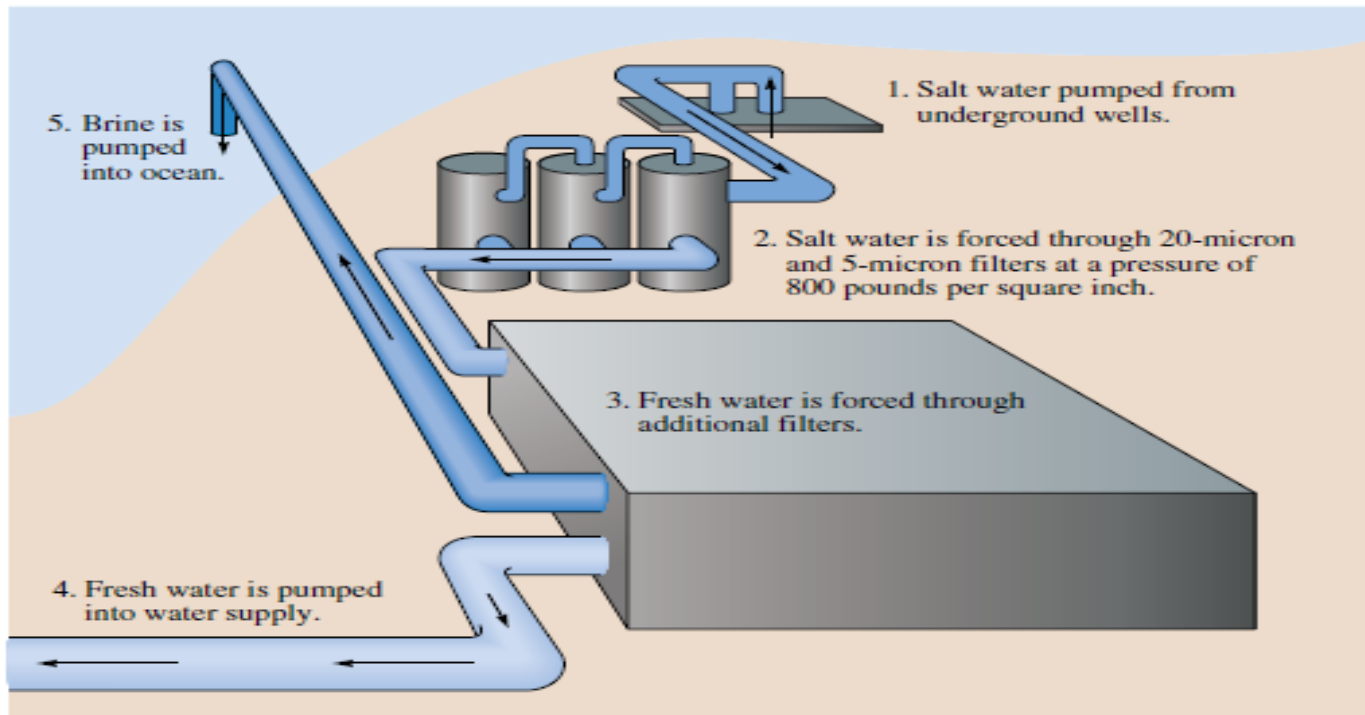 1. Salt water pumped from
underground wells.
2. Salt water is forced through 20-micron
and 5-micron filters at a pressure of
800 pounds per square inch.
3. Fresh water is forced through
additional filters.
4. Fresh water is pumped
into water supply.
5. Brine is
pumped
into ocean.